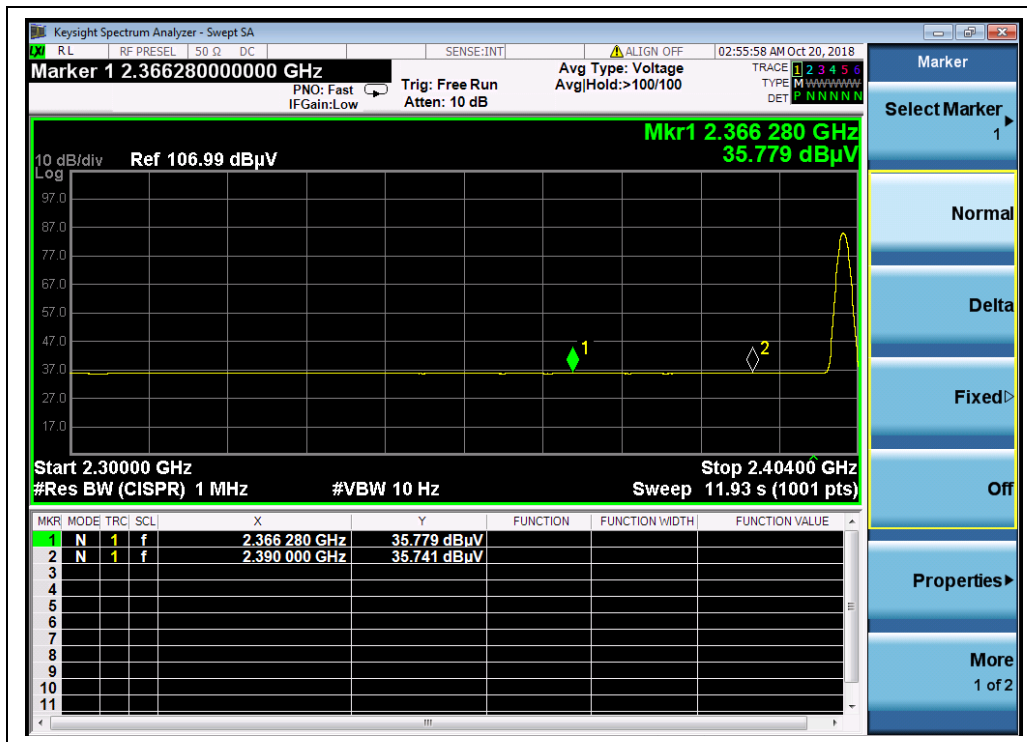 Keysight Spectrum Analyzer - Swept SA
LXI RL RF PRESEL 50 Ω DC SENSE:INT ALIGN OFF 02:55:58 AM Oct 20, 2018
Marker 1 2.366280000000 GHz
PNO: Fast
IFGain:Low
Trig: Free Run
Atten: 10 dB
Avg Type: Voltage
Avg|Hold:>100/100
TRACE 1 2 3 4 5 6
TYPE M W W W W W
DET P N N N N N
Mkr1 2.366 280 GHz
35.779 dBµV
10 dB/div Ref 106.99 dBµV
Log
97.0
87.0
77.0
67.0
57.0
47.0
37.0
27.0
17.0
1
2
Start 2.30000 GHz Stop 2.40400 GHz
#Res BW (CISPR) 1 MHz #VBW 10 Hz Sweep 11.93 s (1001 pts)
MKR MODE TRC SCL X Y FUNCTION FUNCTION WIDTH FUNCTION VALUE
1 N 1 f 2.366 280 GHz 35.779 dBµV
2 N 1 f 2.390 000 GHz 35.741 dBµV
3
4
5
6
7
8
9
10
11
Marker
Select Marker
1
Normal
Delta
Fixed
Off
Properties
More
1 of 2